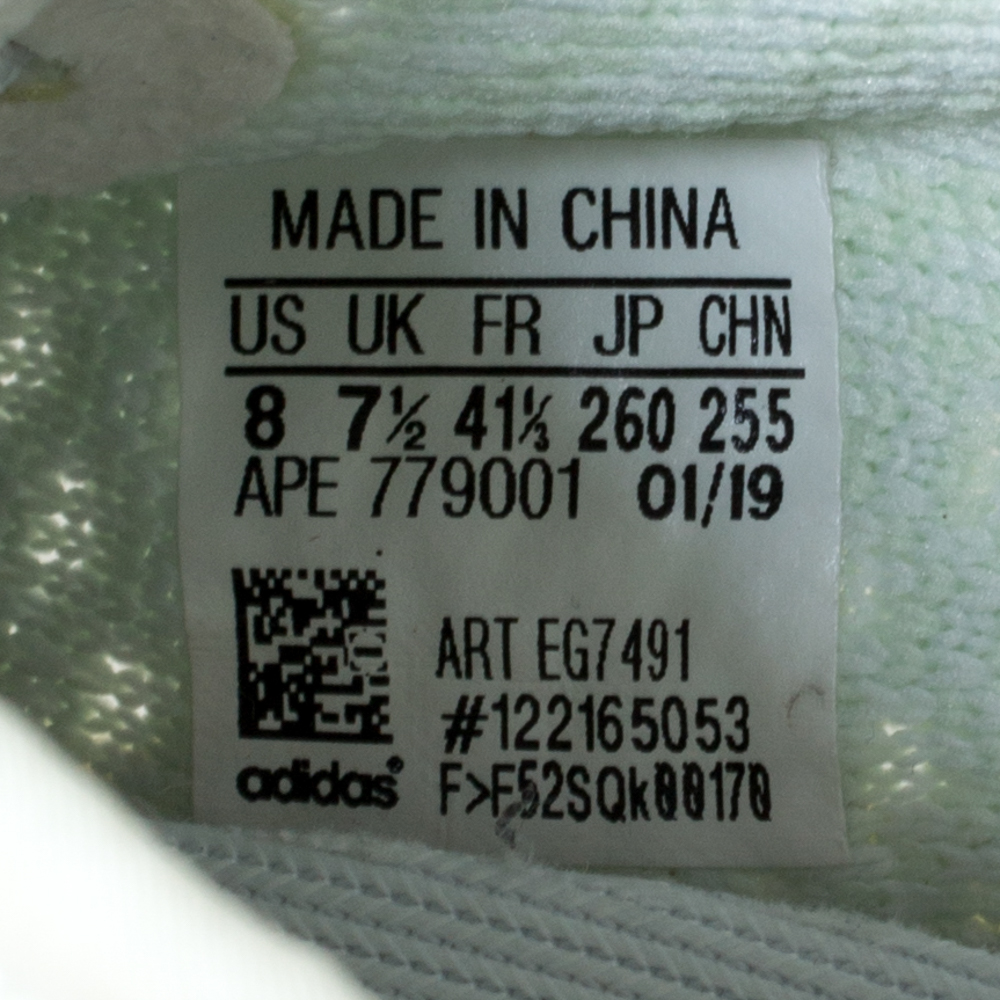 MADE IN CHINA
US UK FR JP CHN
8 7½ 41⅓ 260 255
APE 779001 01/19
ART EG7491
#122165053
F>F52SQk00170
adidas®